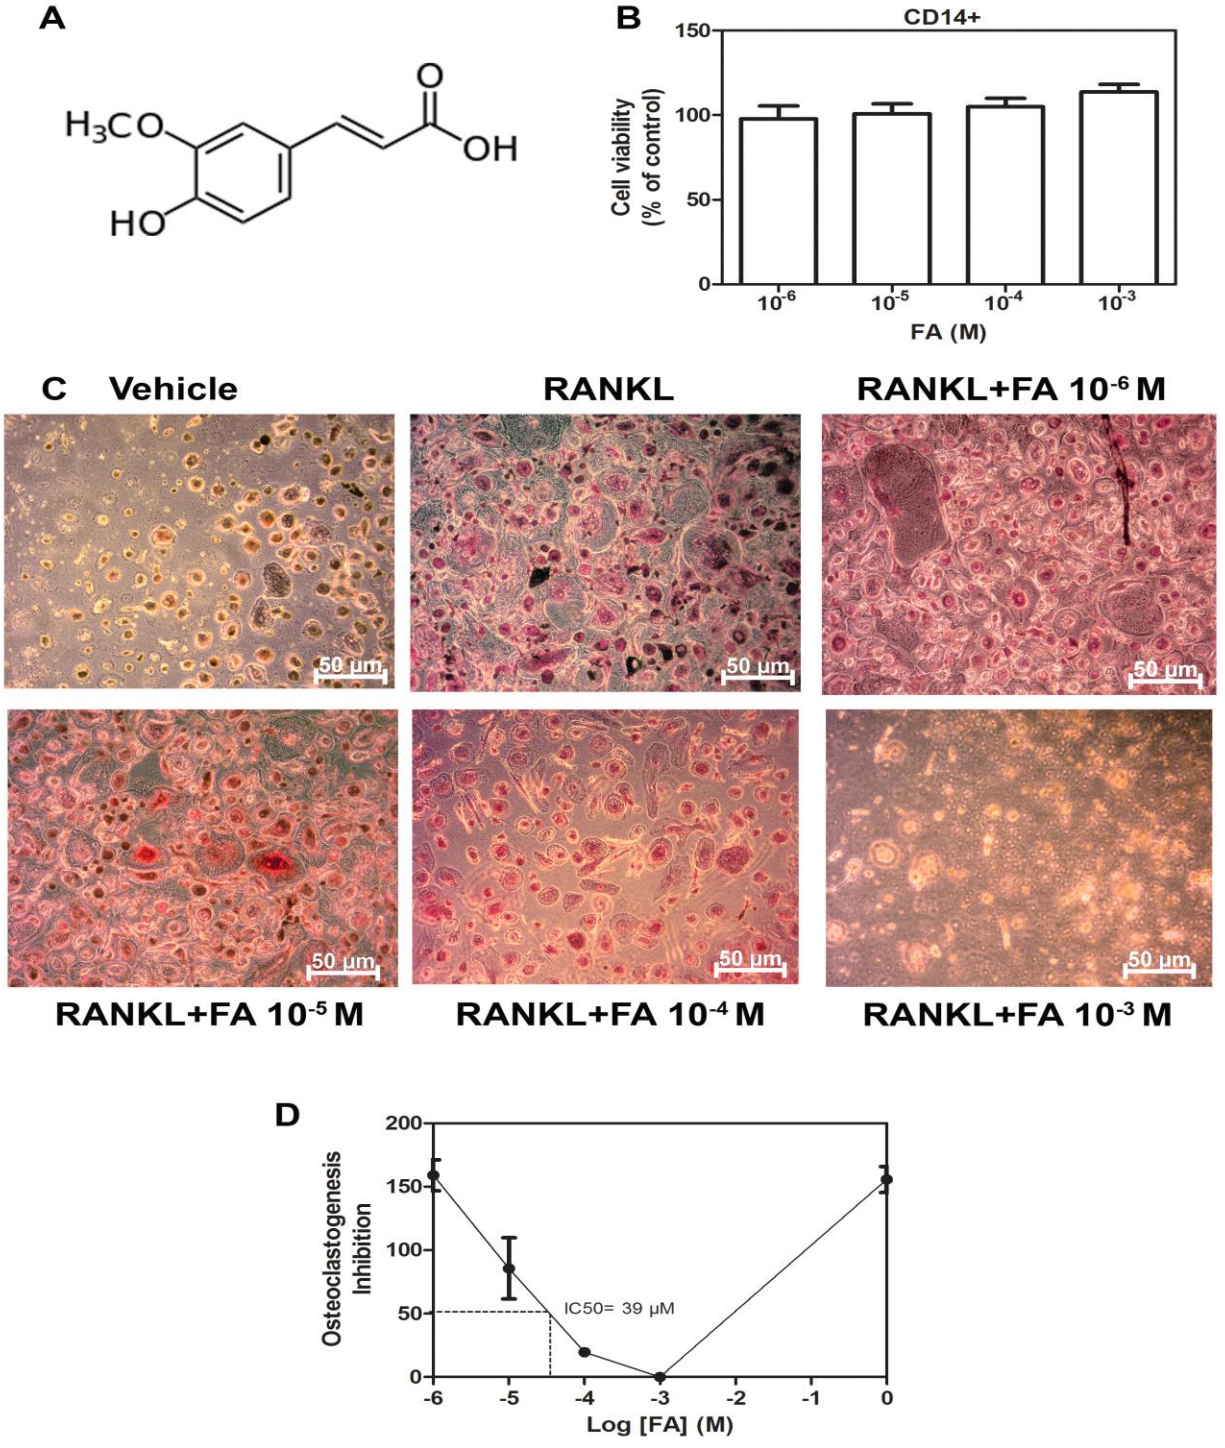 A
H₃CO
O
OH
HO
B
CD14+
Cell viability
(% of control)
150
100
50
0
10⁻⁶
10⁻⁵
10⁻⁴
10⁻³
FA (M)
C
Vehicle
RANKL
RANKL+FA 10⁻⁶ M
50 µm
50 µm
50 µm
50 µm
50 µm
50 µm
RANKL+FA 10⁻⁵ M
RANKL+FA 10⁻⁴ M
RANKL+FA 10⁻³ M
D
Osteoclastogenesis
Inhibition
200
150
100
50
0
IC50= 39 µM
-6
-5
-4
-3
-2
-1
0
Log [FA] (M)